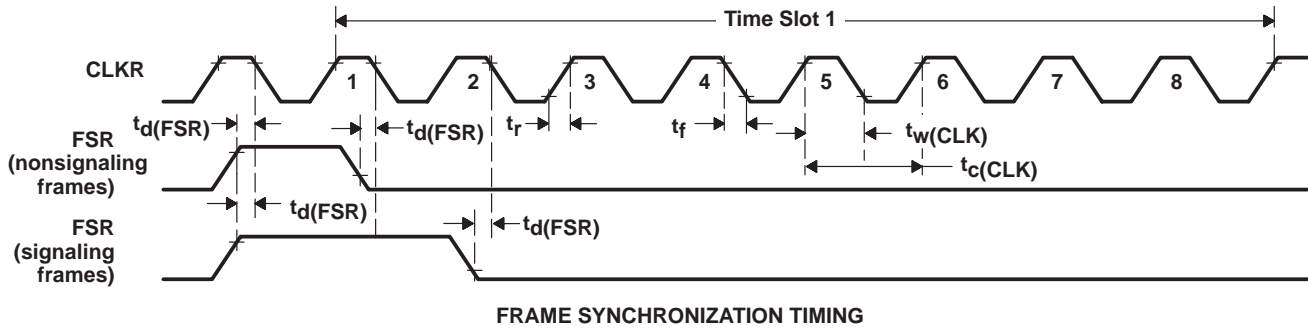 Time Slot 1
CLKR
1 2 3 4 5 6 7 8
td(FSR) td(FSR) tr tf tw(CLK)
tc(CLK)
FSR
(nonsignaling
frames)
td(FSR) td(FSR)
FSR
(signaling
frames)
FRAME SYNCHRONIZATION TIMING